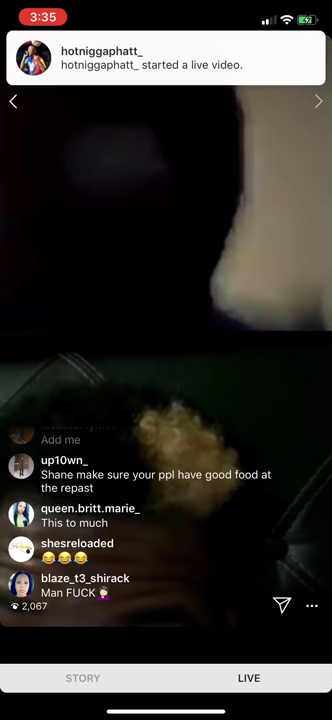 3:35
hotniggaphatt_
hotniggaphatt_ started a live video.
Add me
up10wn_
Shane make sure your ppl have good food at
the repast
queen.britt.marie_
This to much
shesreloaded
😂😂😂
blaze_t3_shirack
Man FUCK🤦🏻‍♀️
2,067
STORY
LIVE